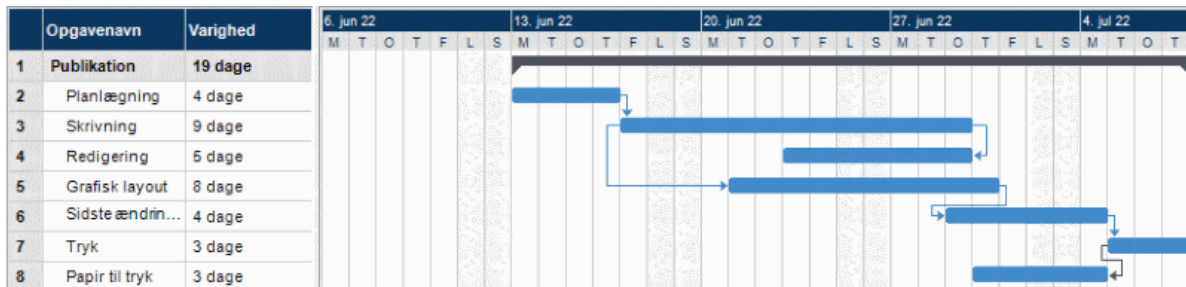 Opgavenavn Varighed 6. jun 22 13. jun 22 20. jun 22 27. jun 22 4. jul 22
M T O T F L S M T O T F L S M T O T F L S M T O T F L S M T O T
1 Publikation 19 dage
2 Planlægning 4 dage
3 Skrivning 9 dage
4 Redigering 5 dage
5 Grafisk layout 8 dage
6 Sidste ændrin... 4 dage
7 Tryk 3 dage
8 Papir til tryk 3 dage